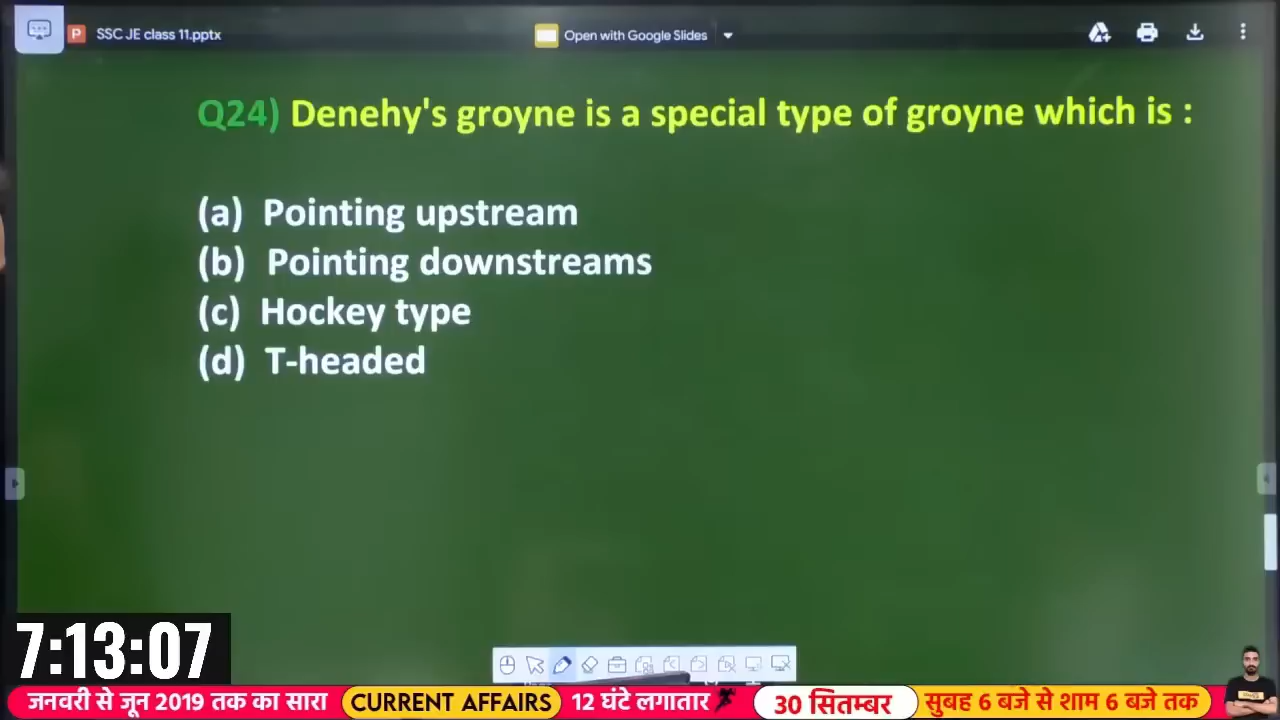 SSC JE class 11.pptx
Open with Google Slides
Q24) Denehy's groyne is a special type of groyne which is :
(a) Pointing upstream
(b) Pointing downstreams
(c) Hockey type
(d) T-headed
7:13:07
जनवरी से जून 2019 तक का सारा CURRENT AFFAIRS 12 घंटे लगातार 30 सितम्बर सुबह 6 बजे से शाम 6 बजे तक